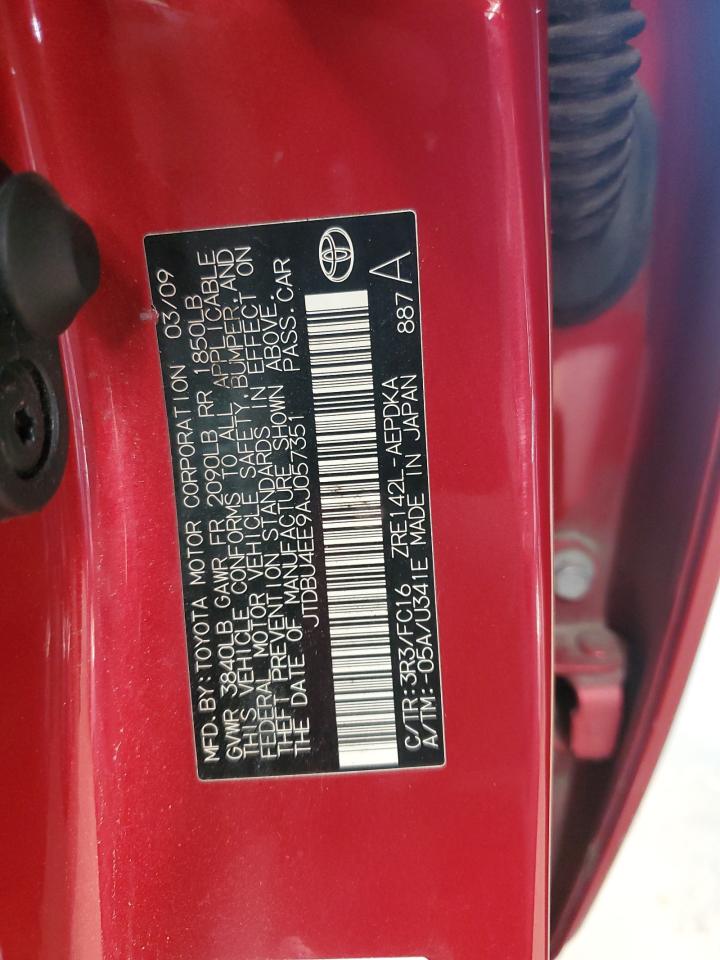 MFD. BY: TOYOTA MOTOR CORPORATION 03/09
GVWR 3840LB GAWR FR 2090LB RR 1850LB
THIS VEHICLE CONFORMS TO ALL APPLICABLE
FEDERAL MOTOR VEHICLE SAFETY, BUMPER, AND
THEFT PREVENTION STANDARDS IN EFFECT ON
THE DATE OF MANUFACTURE SHOWN ABOVE.
JTDBU4EE9AJ057351 PASS. CAR
C/TR: 3R3/FC16 ZRE142L-AEPDKA 887 A
A/TM: -05A/U341E MADE IN JAPAN